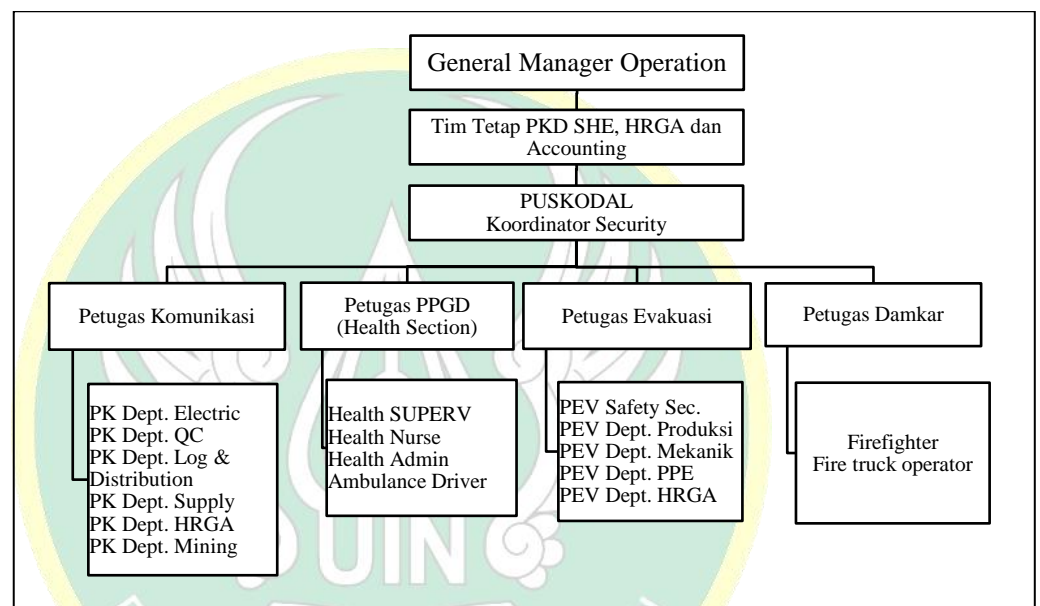 General Manager Operation
Tim Tetap PKD SHE, HRGA dan
Accounting
PUSKODAL
Koordinator Security
Petugas Komunikasi
Petugas PPGD
(Health Section)
Petugas Evakuasi
Petugas Damkar
PK Dept. Electric
PK Dept. QC
PK Dept. Log &
Distribution
PK Dept. Supply
PK Dept. HRGA
PK Dept. Mining
Health SUPERV
Health Nurse
Health Admin
Ambulance Driver
PEV Safety Sec.
PEV Dept. Produksi
PEV Dept. Mekanik
PEV Dept. PPE
PEV Dept. HRGA
Firefighter
Fire truck operator
UIN